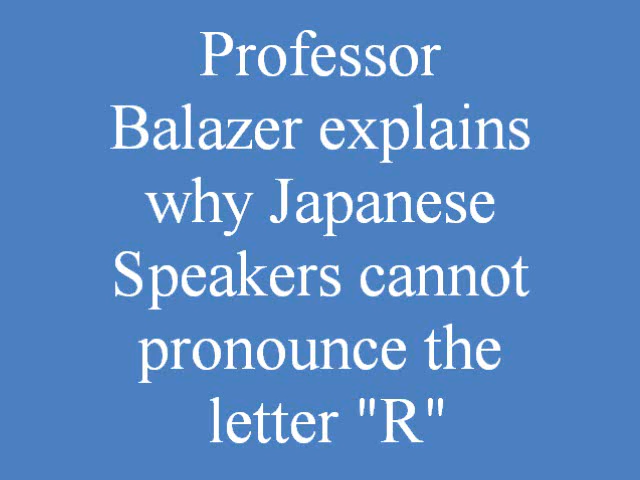 Professor
Balazer explains
why Japanese
Speakers cannot
pronounce the
letter "R"